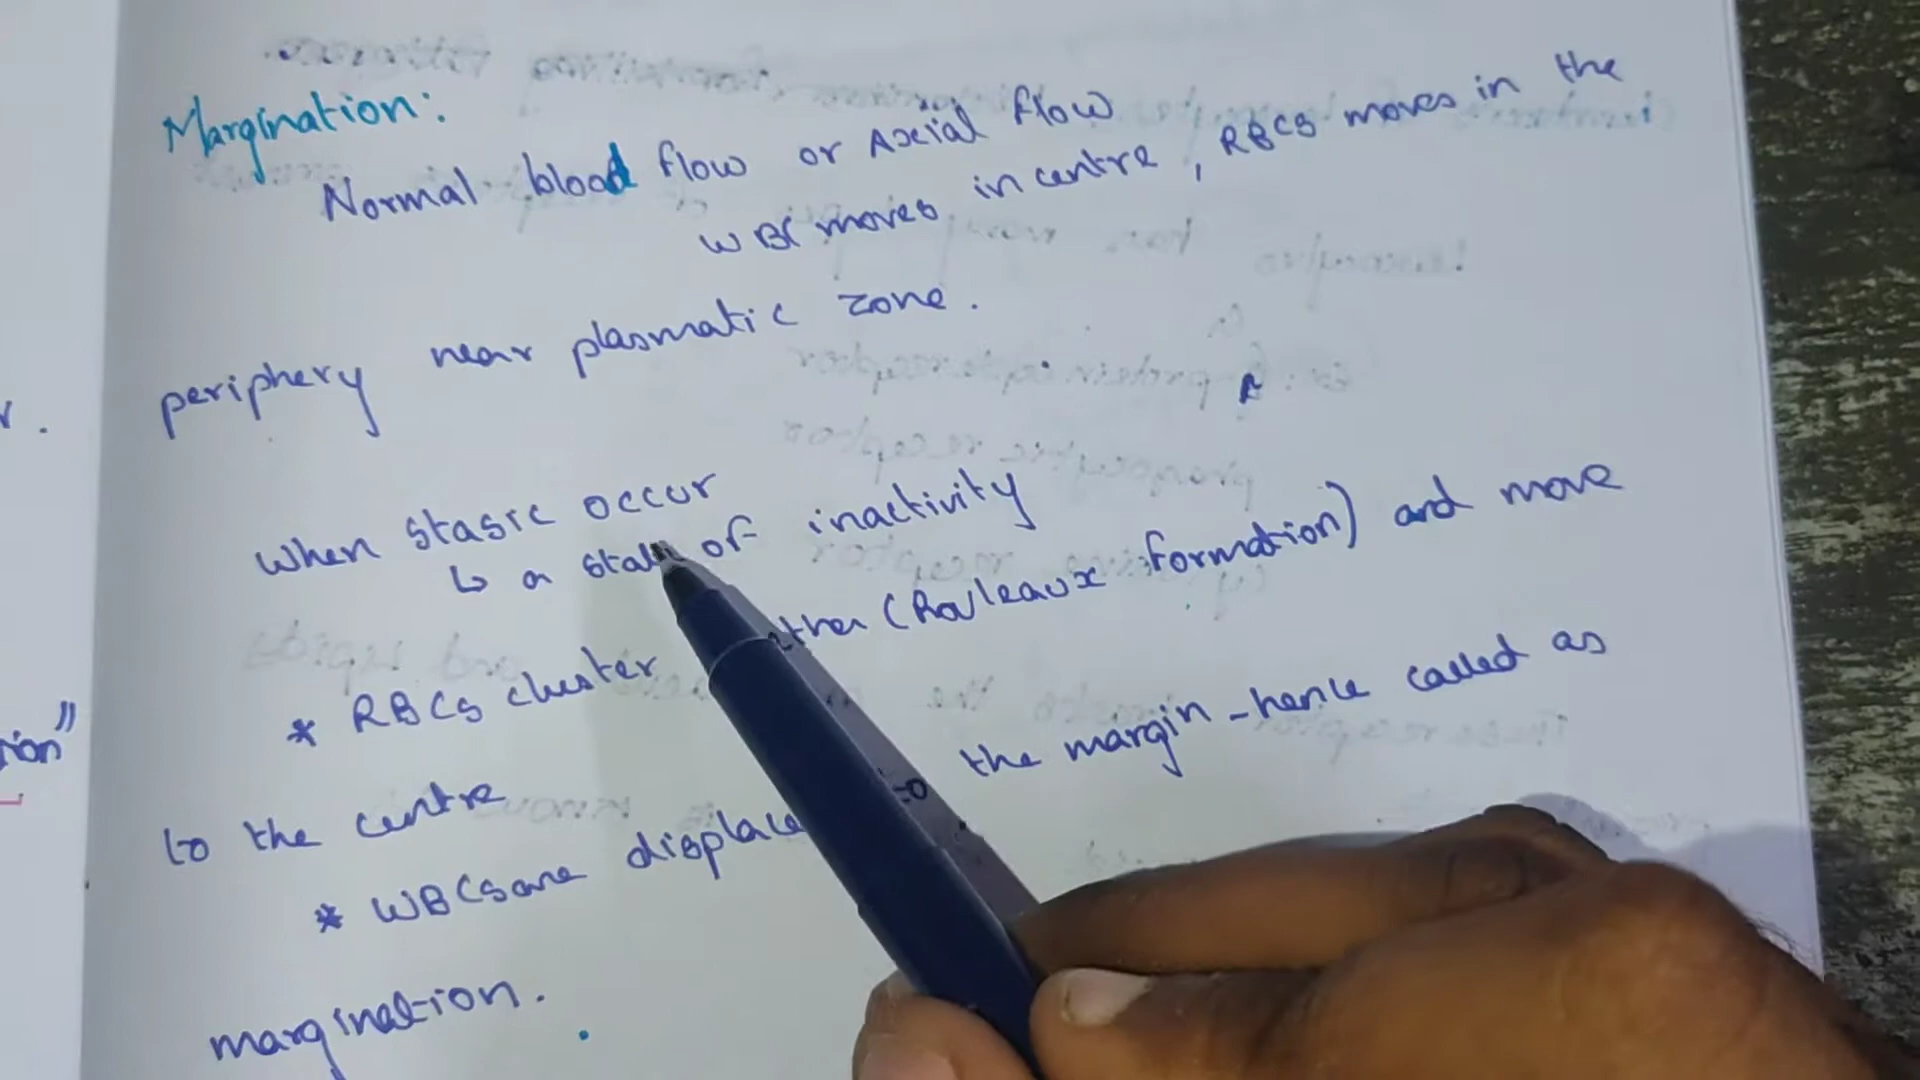 Margination:
Normal blood flow or Axial flow
WBC moves in centre, RBCs moves in the
periphery near plasmatic zone.
When stasic occur
↳ a state of inactivity
* RBCs cluster (Rouleaux formation) and move
to the centre
* WBCs are displace to the margin - hence called as
margination.